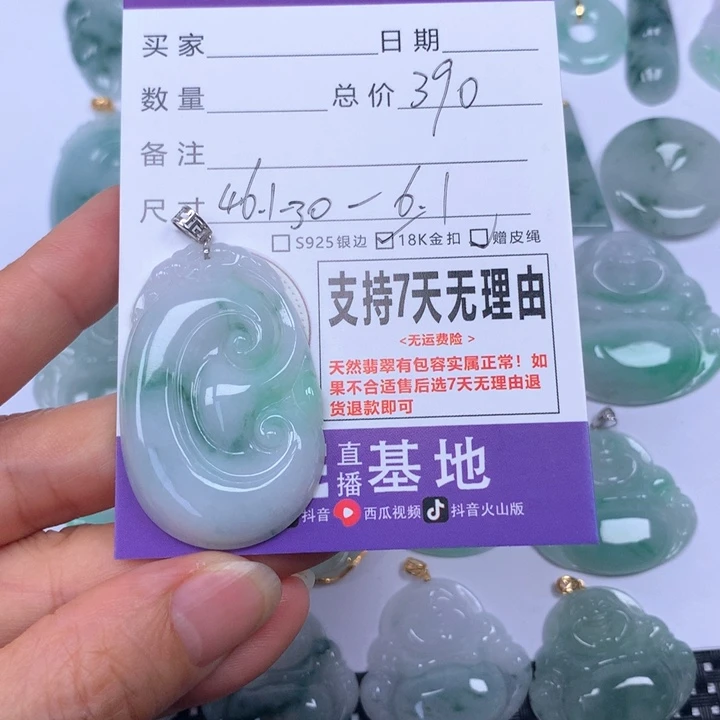 买家 日期
数量 总价 390
备注
尺寸 46.1-30-6.1
S925银边 18K金扣 赠皮绳
支持7天无理由
<无运费险>
天然翡翠有包容实属正常！如
果不合适售后选7天无理由退
货退款即可
直播基地
抖音 西瓜视频 抖音火山版